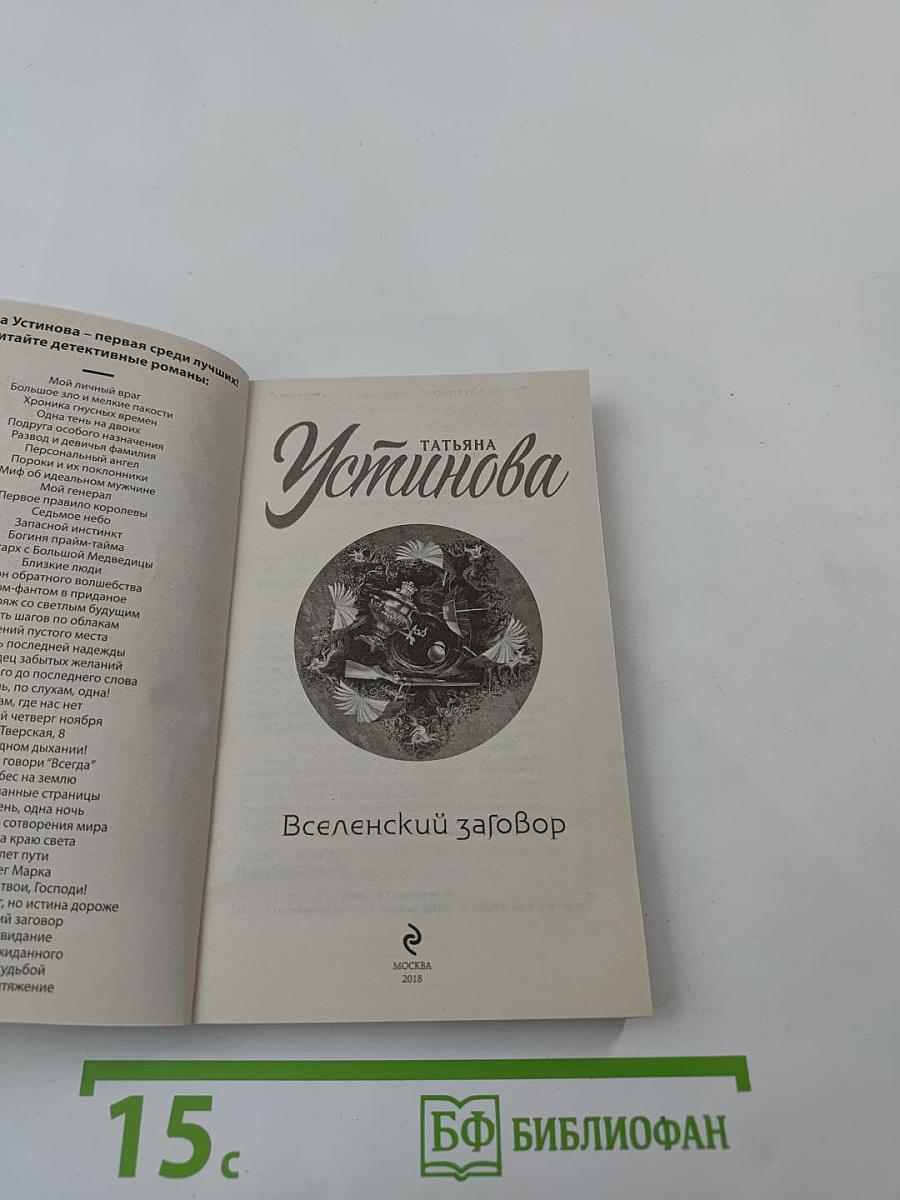 а Устинова – первая среди лучших!
итайте детективные романы:
Мой личный враг
Большое зло и мелкие пакости
Хроника гнусных времен
Одна тень на двоих
Подруга особого назначения
Развод и девичья фамилия
Персональный ангел
Пороки и их поклонники
Миф об идеальном мужчине
Мой генерал
Первое правило королевы
Седьмое небо
Запасной инстинкт
Богиня прайм-тайма
гарх с Большой Медведицы
Близкие люди
н обратного волшебства
ом-фантом в приданое
ряж со светлым будущим
ть шагов по облакам
ений пустого места
ь последней надежды
дец забытых желаний
го до последнего слова
ь, по слухам, одна!
ам, где нас нет
й четверг ноября
Тверская, 8
дном дыхании!
говори "Всегда"
бес на землю
ванные страницы
ень, одна ночь
сотворения мира
а краю света
лет пути
ег Марка
твои, Господи!
г, но истина дороже
ий заговор
видание
жиданного
удьбой
тяжение
ТАТЬЯНА
Устинова
Вселенский заговор
МОСКВА
2018
15 с
БФ БИБЛИОФАН